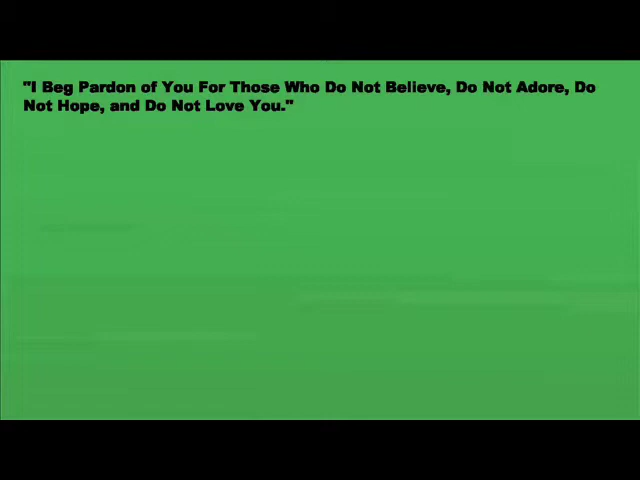 "I Beg Pardon of You For Those Who Do Not Believe, Do Not Adore, Do
Not Hope, and Do Not Love You."